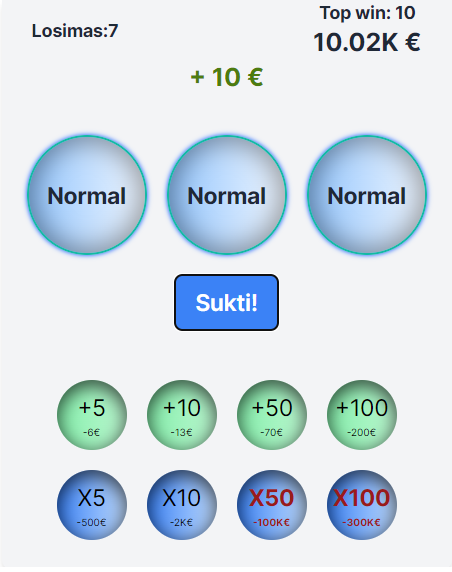 Losimas:7
Top win: 10
10.02K €
+ 10 €
Normal Normal Normal
Sukti!
+5 +10 +50 +100
-6€ -13€ -70€ -200€
X5 X10 X50 X100
-500€ -2K€ -100K€ -300K€